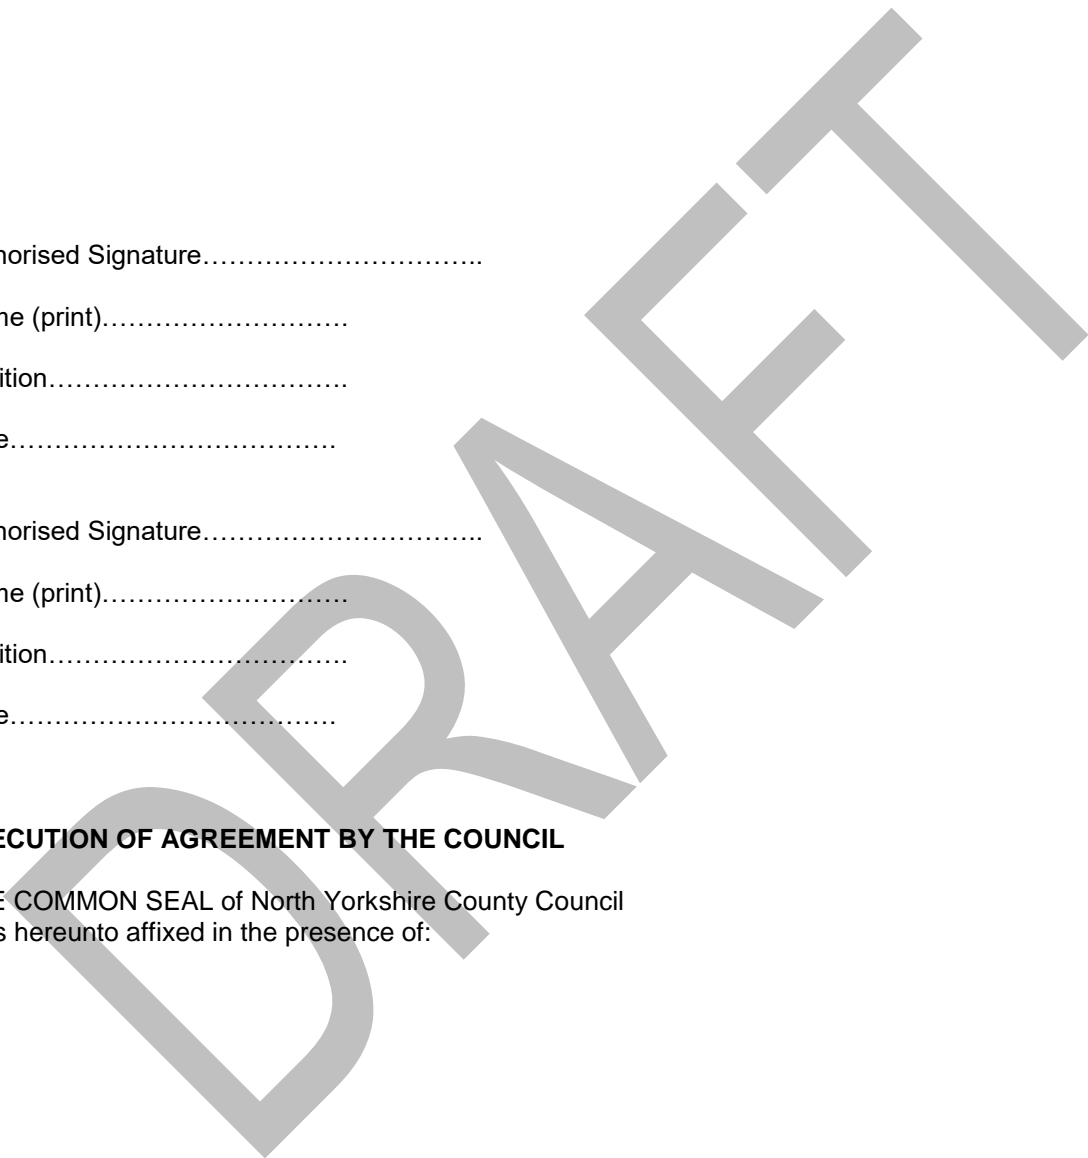 horised Signature…………………………..
ne (print)……………………….
ition…………………………….
e……………………………….
horised Signature…………………………..
ne (print)……………………….
ition…………………………….
e……………………………….
ECUTION OF AGREEMENT BY THE COUNCIL
E COMMON SEAL of North Yorkshire County Council
s hereunto affixed in the presence of:
DRAFT